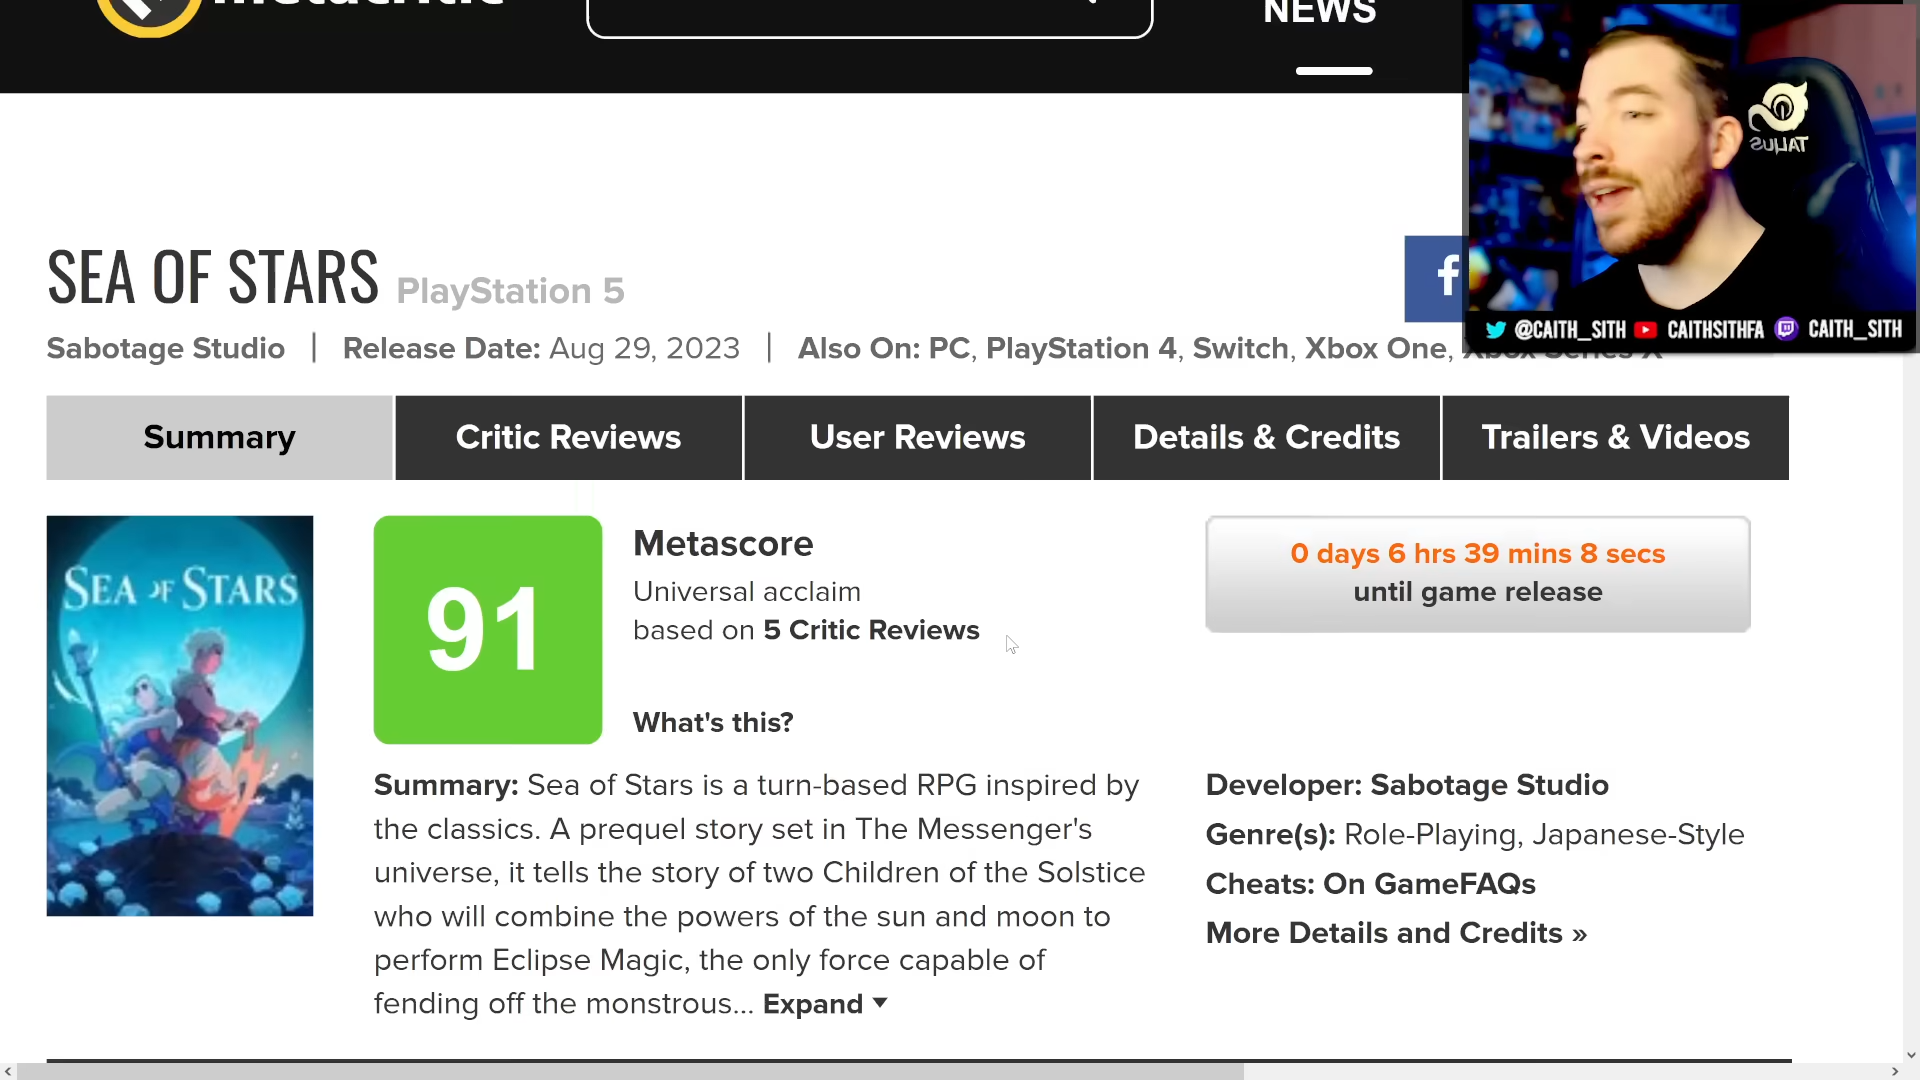 metacritic
NEWS
TALIUS
@CAITH_SITH CAITHSITHFA CAITH_SITH
SEA OF STARS PlayStation 5
f
Sabotage Studio | Release Date: Aug 29, 2023 | Also On: PC, PlayStation 4, Switch, Xbox One, Xbox Series X
Summary Critic Reviews User Reviews Details & Credits Trailers & Videos
SEA OF STARS
91
Metascore
Universal acclaim
based on 5 Critic Reviews
What's this?
0 days 6 hrs 39 mins 8 secs
until game release
Summary: Sea of Stars is a turn-based RPG inspired by
the classics. A prequel story set in The Messenger's
universe, it tells the story of two Children of the Solstice
who will combine the powers of the sun and moon to
perform Eclipse Magic, the only force capable of
fending off the monstrous... Expand
Developer: Sabotage Studio
Genre(s): Role-Playing, Japanese-Style
Cheats: On GameFAQs
More Details and Credits »